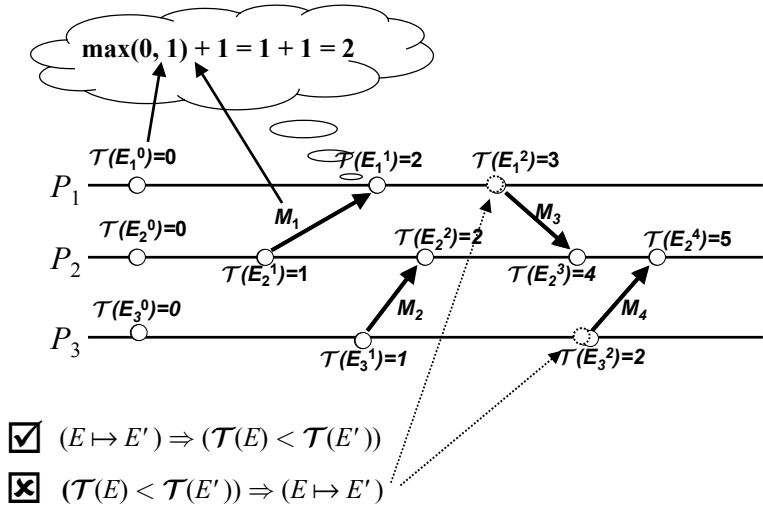 max(0, 1) + 1 = 1 + 1 = 2
𝒯(E₁⁰)=0
𝒯(E₁¹)=2
𝒯(E₁²)=3
P₁
M₁
M₃
𝒯(E₂⁰)=0
𝒯(E₂²)=2
𝒯(E₂⁴)=5
P₂
𝒯(E₂¹)=1
𝒯(E₂³)=4
𝒯(E₃⁰)=0
M₂
M₄
P₃
𝒯(E₃¹)=1
𝒯(E₃²)=2
☑ (E ↦ E′) ⇒ (𝒯(E) < 𝒯(E′))
☒ (𝒯(E) < 𝒯(E′)) ⇒ (E ↦ E′)